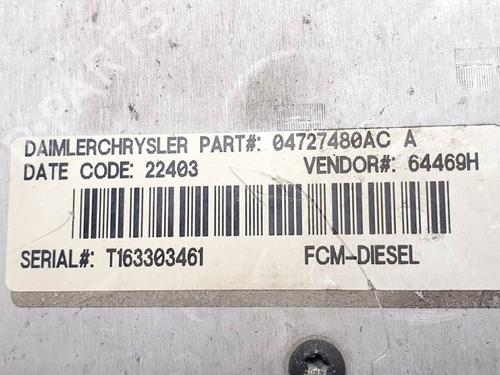 DAIMLERCHRYSLER PART#: 04727480AC A
DATE CODE: 22403 VENDOR#: 64469H
SERIAL#: T163303461 FCM-DIESEL